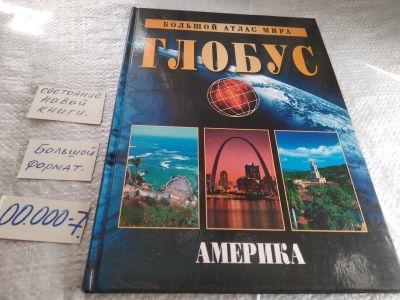 БОЛЬШОЙ АТЛАС МИРА
ГЛОБУС
АМЕРИКА
СОСТОЯНИЕ
НОВОЙ
КНИГИ.
БОЛЬШОЙ
ФОРМАТ.
00.000-7.